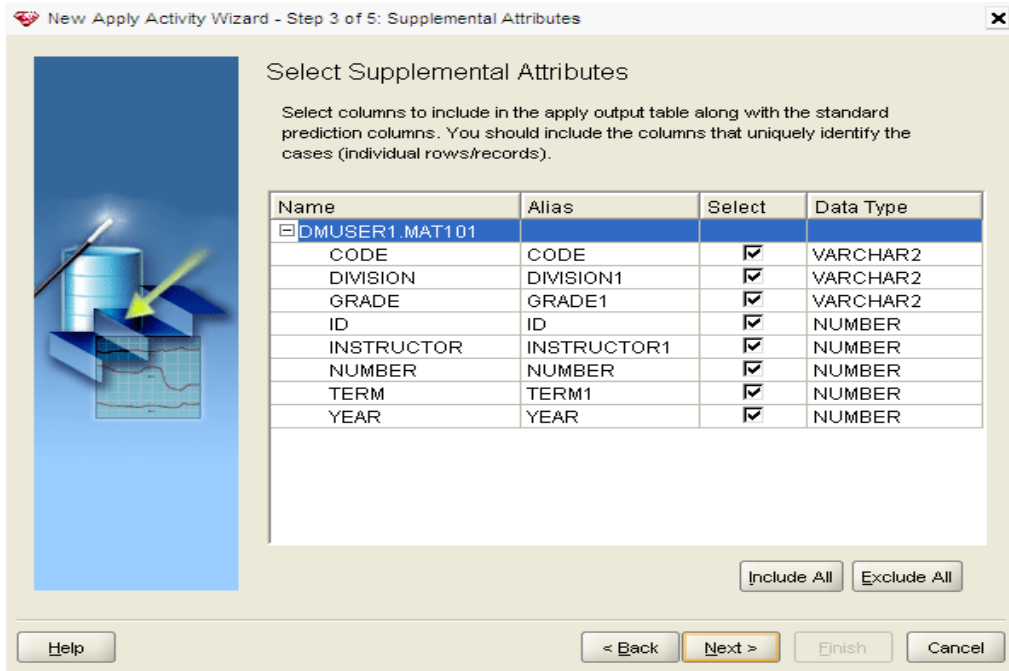 New Apply Activity Wizard - Step 3 of 5: Supplemental Attributes
Select Supplemental Attributes
Select columns to include in the apply output table along with the standard
prediction columns. You should include the columns that uniquely identify the
cases (individual rows/records).
Name Alias Select Data Type
DMUSER1.MAT101
CODE CODE VARCHAR2
DIVISION DIVISION1 VARCHAR2
GRADE GRADE1 VARCHAR2
ID ID NUMBER
INSTRUCTOR INSTRUCTOR1 NUMBER
NUMBER NUMBER NUMBER
TERM TERM1 NUMBER
YEAR YEAR NUMBER
Include All Exclude All
Help < Back Next > Finish Cancel